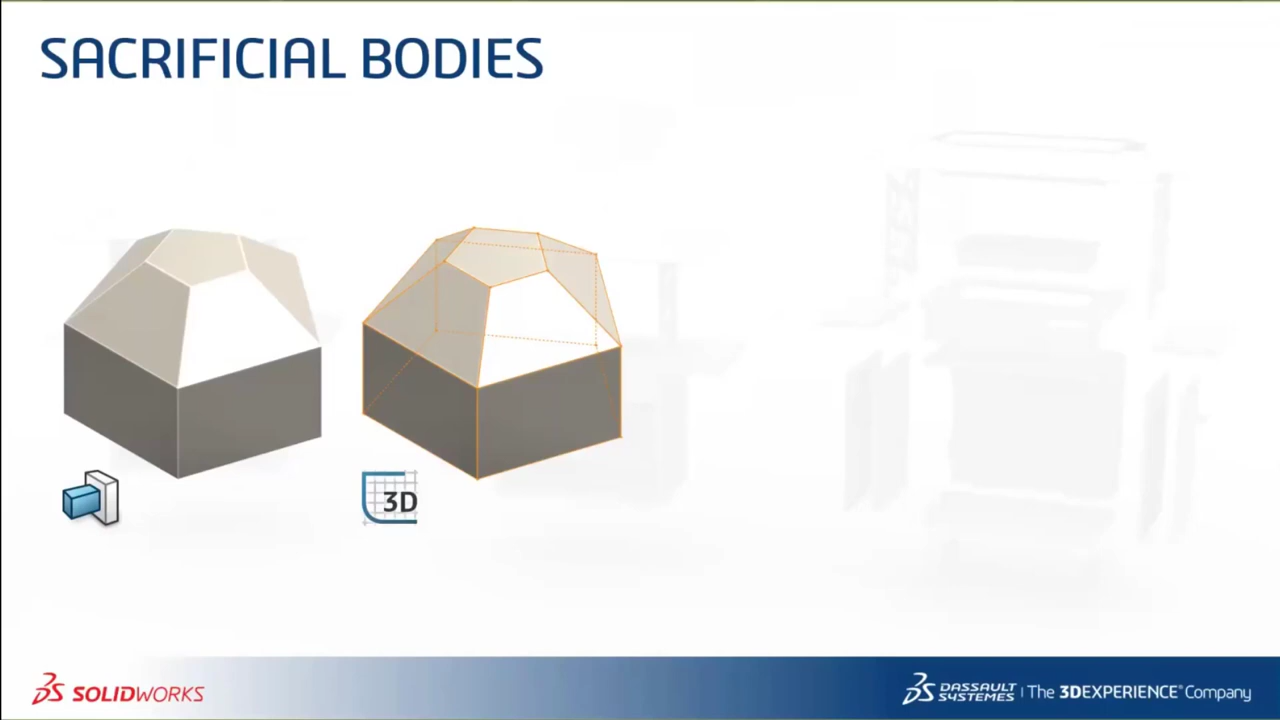 SACRIFICIAL BODIES
3D
SOLIDWORKS
DASSAULT SYSTEMES | The 3DEXPERIENCE® Company